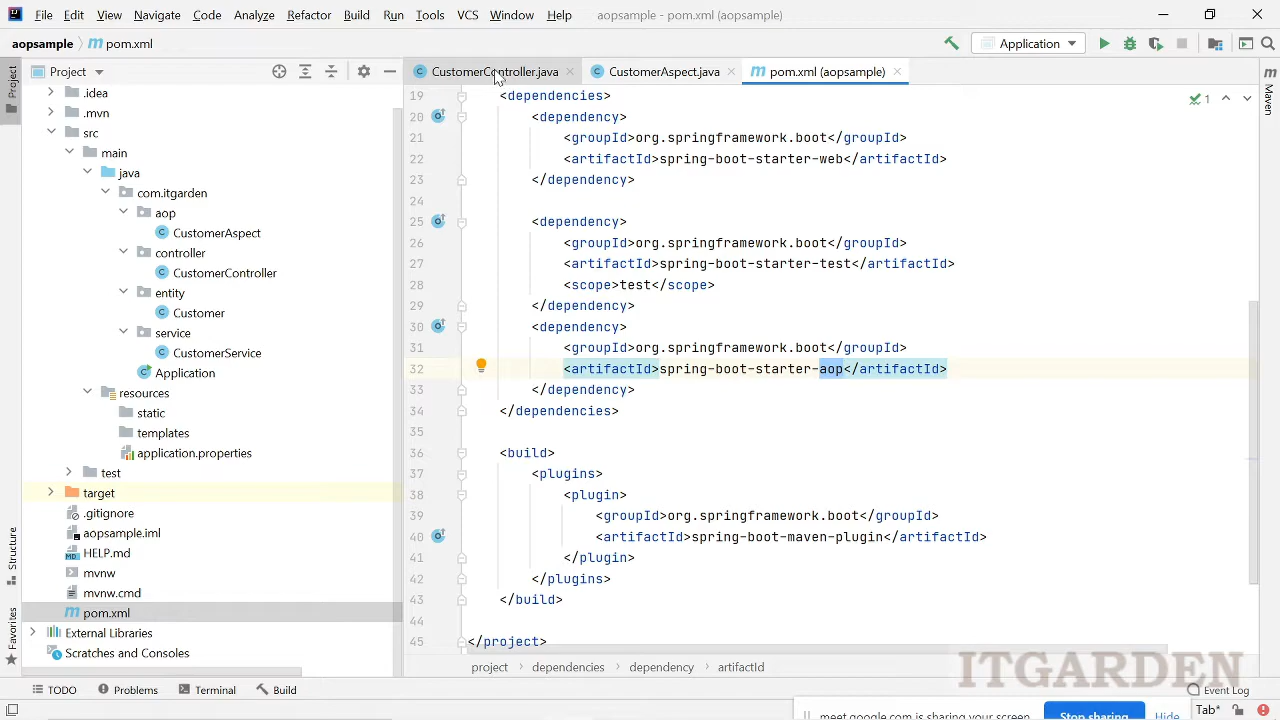 File Edit View Navigate Code Analyze Refactor Build Run Tools VCS Window Help aopsample - pom.xml (aopsample)
aopsample pom.xml Application
Project CustomerController.java CustomerAspect.java pom.xml (aopsample)
Project
Structure
Favorites
.idea
.mvn
src
main
java
com.itgarden
aop
CustomerAspect
controller
CustomerController
entity
Customer
service
CustomerService
Application
resources
static
templates
application.properties
test
target
.gitignore
aopsample.iml
HELP.md
mvnw
mvnw.cmd
pom.xml
External Libraries
Scratches and Consoles
19 <dependencies>
20 <dependency>
21 <groupId>org.springframework.boot</groupId>
22 <artifactId>spring-boot-starter-web</artifactId>
23 </dependency>
24
25 <dependency>
26 <groupId>org.springframework.boot</groupId>
27 <artifactId>spring-boot-starter-test</artifactId>
28 <scope>test</scope>
29 </dependency>
30 <dependency>
31 <groupId>org.springframework.boot</groupId>
32 <artifactId>spring-boot-starter-aop</artifactId>
33 </dependency>
34 </dependencies>
35
36 <build>
37 <plugins>
38 <plugin>
39 <groupId>org.springframework.boot</groupId>
40 <artifactId>spring-boot-maven-plugin</artifactId>
41 </plugin>
42 </plugins>
43 </build>
44
45 </project>
1
Maven
project dependencies dependency artifactId
ITGARDEN
TODO Problems Terminal Build Event Log
meet.google.com is sharing your screen. Stop sharing Hide Tab*